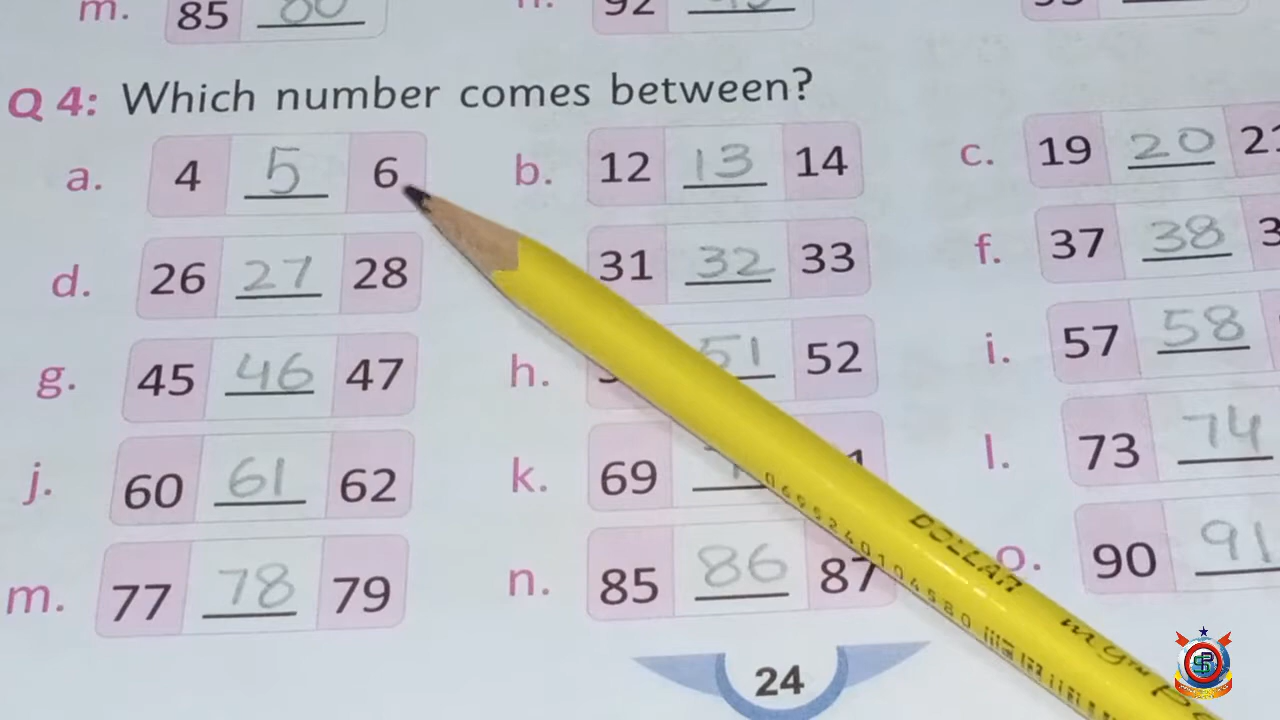 m. 85
92
Q 4: Which number comes between?
a. 4 5 6 b. 12 13 14 c. 19 20
d. 26 27 28 31 32 33 f. 37 38
g. 45 46 47 h. 51 52 i. 57 58
j. 60 61 62 k. 69 l. 73 74
m. 77 78 79 n. 85 86 87 o. 90 91
DOLLAR my
24